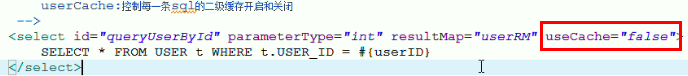 userCache:控制每一条sql的二级缓存开启和关闭
-->
<select id="queryUserById" parameterType="int" resultMap="userRM" useCache="false">
SELECT * FROM USER t WHERE t.USER_ID = #{userID}
</select>